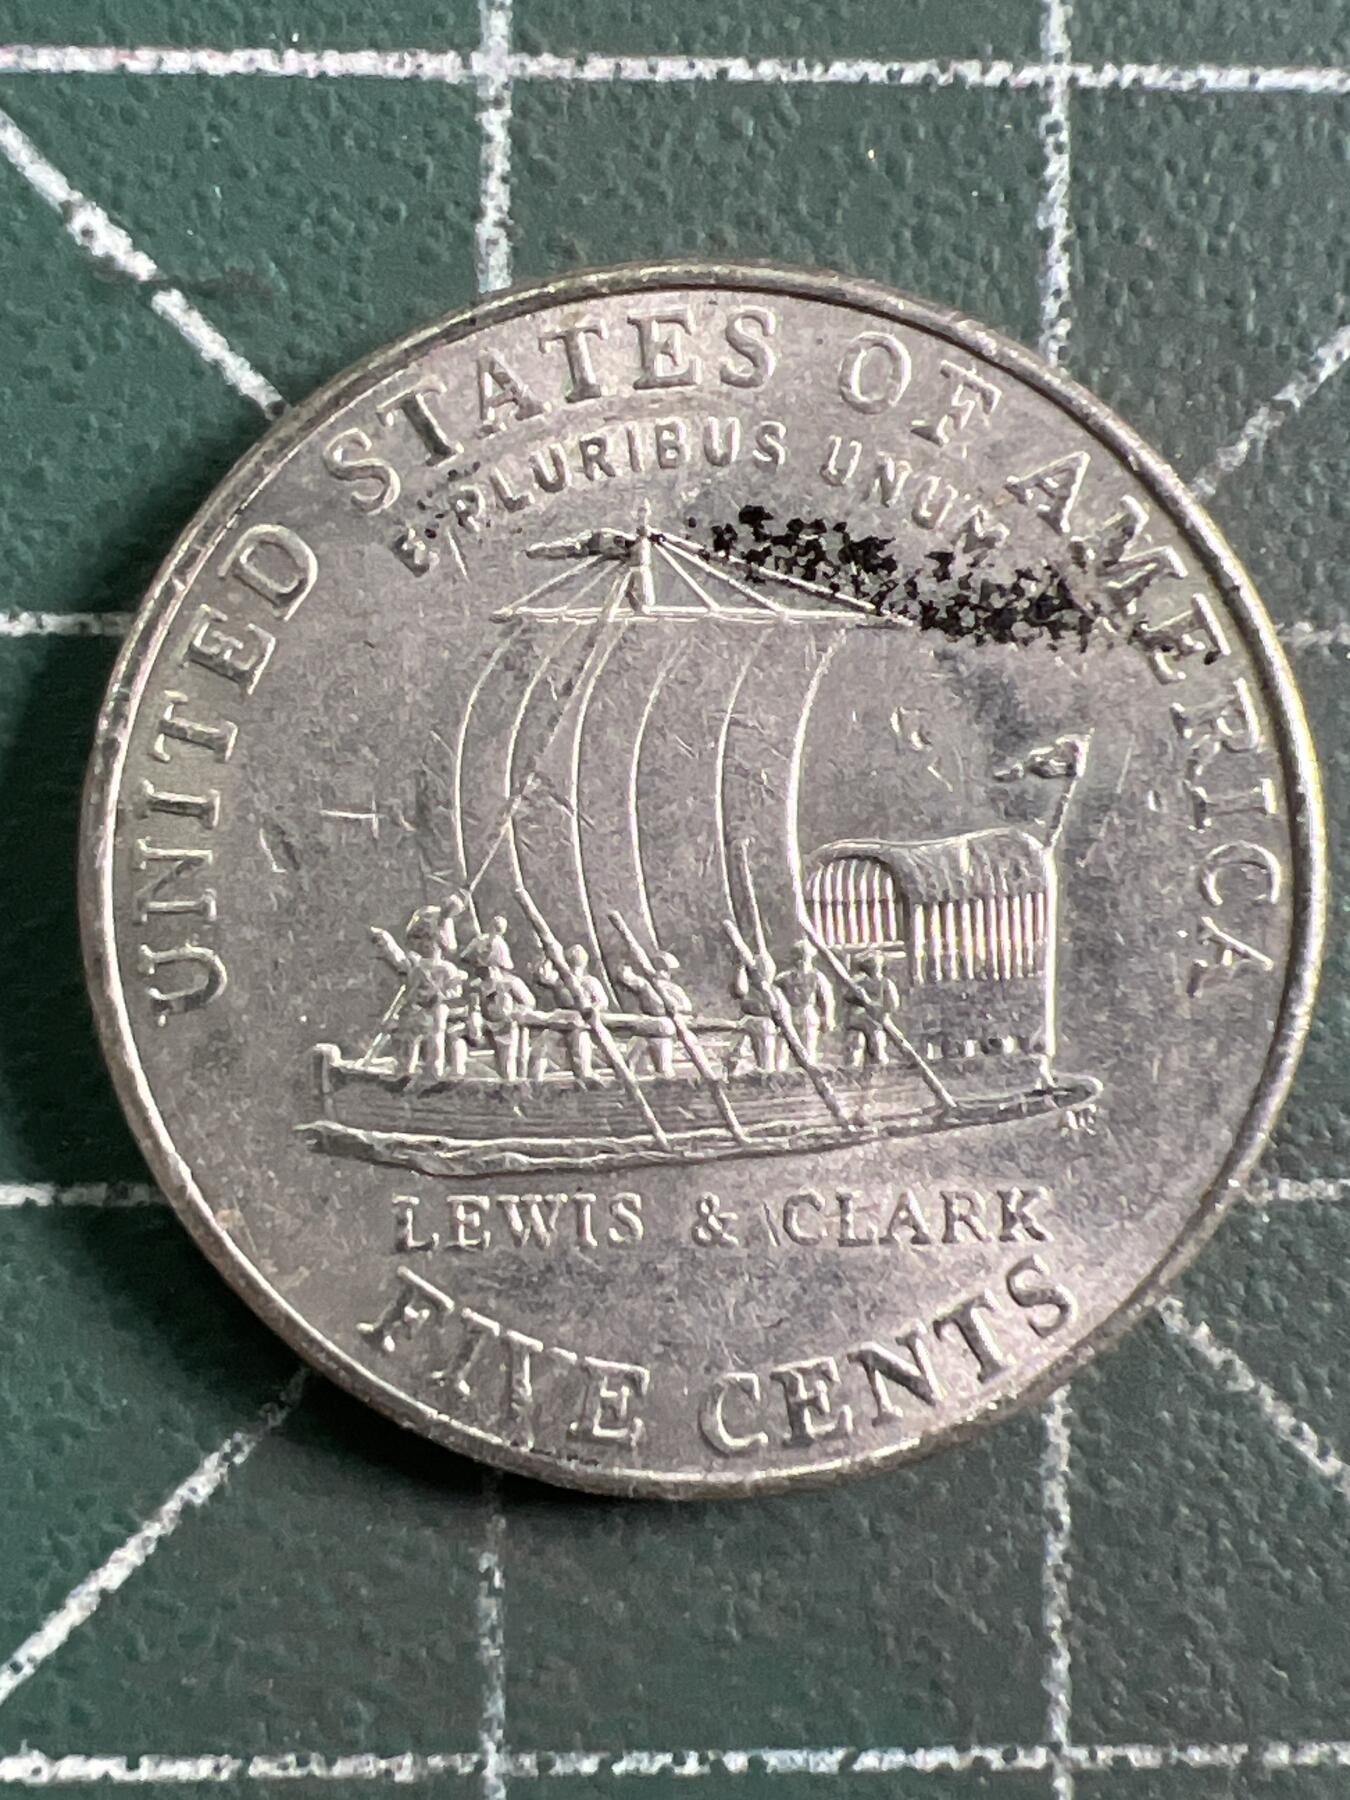 UNITED STATES OF AMERICA
E PLURIBUS UNUM
LEWIS & CLARK
FIVE CENTS